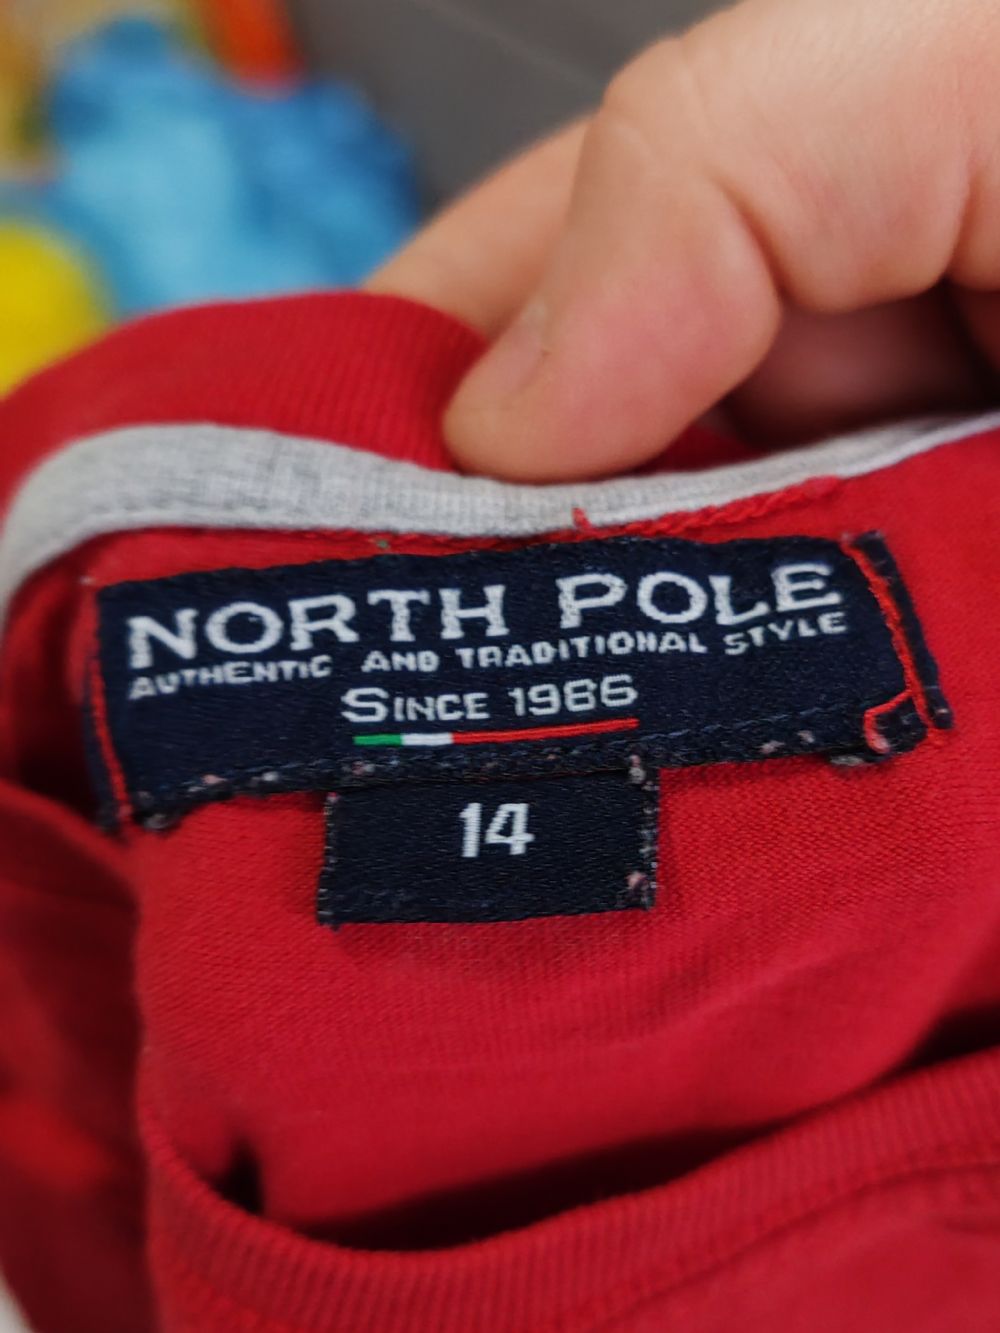 NORTH POLE
AUTHENTIC AND TRADITIONAL STYLE
SINCE 1986
14